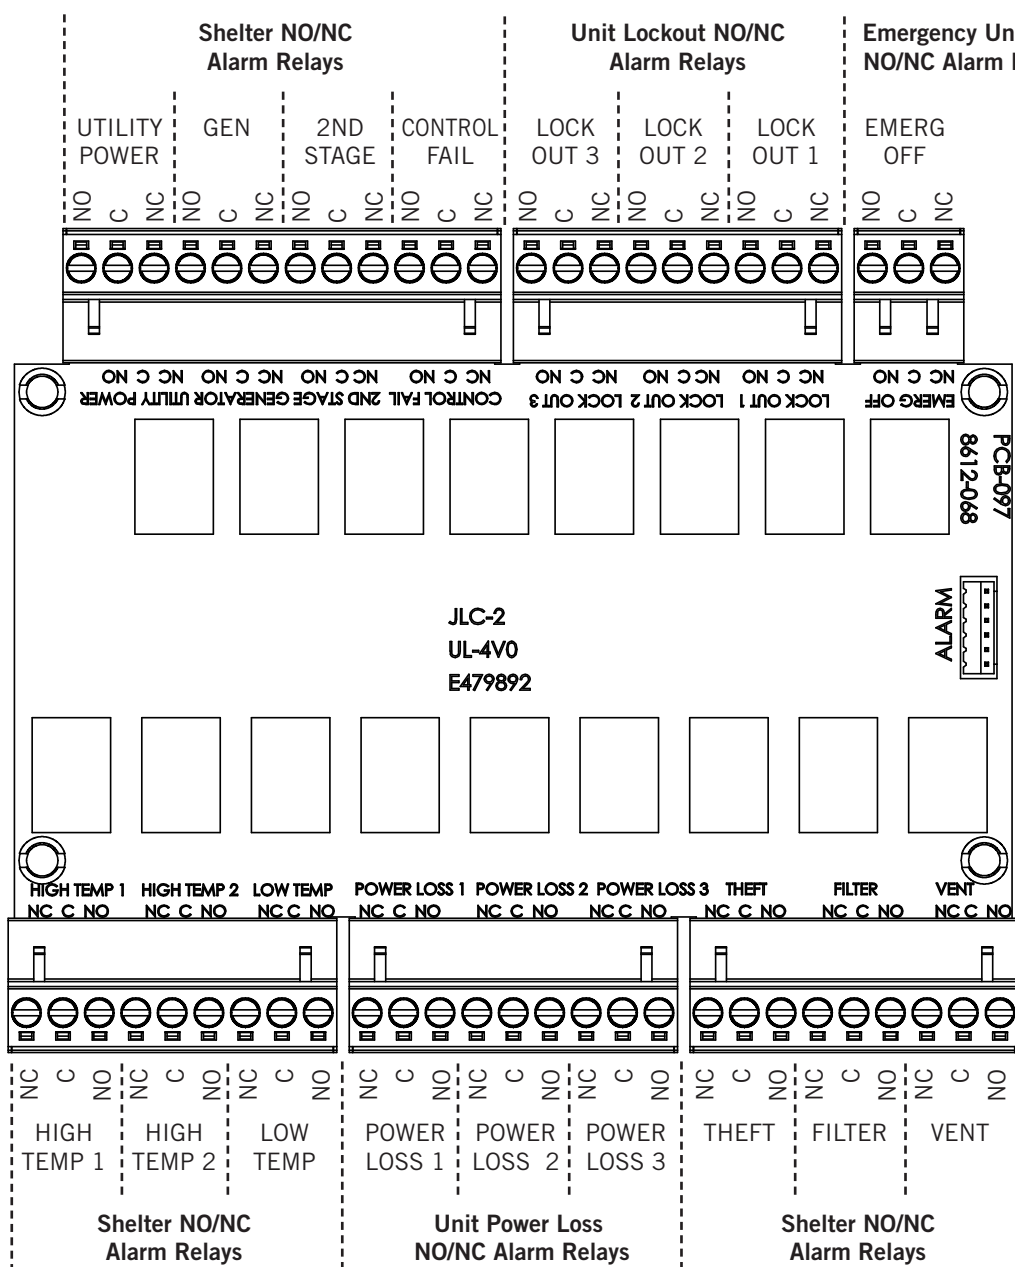 Shelter NO/NC
Alarm Relays
Unit Lockout NO/NC
Alarm Relays
Emergency Un
NO/NC Alarm
UTILITY
POWER
GEN
2ND
STAGE
CONTROL
FAIL
LOCK
OUT 3
LOCK
OUT 2
LOCK
OUT 1
EMERG
OFF
NO C NC NO C NC NO C NC NO C NC NO C NC NO C NC NO C NC NO C NC
NC C NO
EMERG OFF
NC C NO
LOCK OUT 1
NC C NO
LOCK OUT 2
NC C NO
LOCK OUT 3
NC C NO
CONTROL FAIL
NC C NO
2ND STAGE
NC C NO
GENERATOR
NC C NO
UTILITY POWER
PCB-097
8612-068
ALARM
JLC-2
UL-4V0
E479892
HIGH TEMP 1 HIGH TEMP 2 LOW TEMP POWER LOSS 1 POWER LOSS 2 POWER LOSS 3 THEFT FILTER VENT
NC C NO NC C NO NC C NO NC C NO NC C NO NC C NO NC C NO NC C NO
NC C NO NC C NO NC C NO NC C NO NC C NO NC C NO NC C NO NC C NO NC C NO
HIGH
TEMP 1
HIGH
TEMP 2
LOW
TEMP
POWER
LOSS 1
POWER
LOSS 2
POWER
LOSS 3
THEFT
FILTER
VENT
Shelter NO/NC
Alarm Relays
Unit Power Loss
NO/NC Alarm Relays
Shelter NO/NC
Alarm Relays